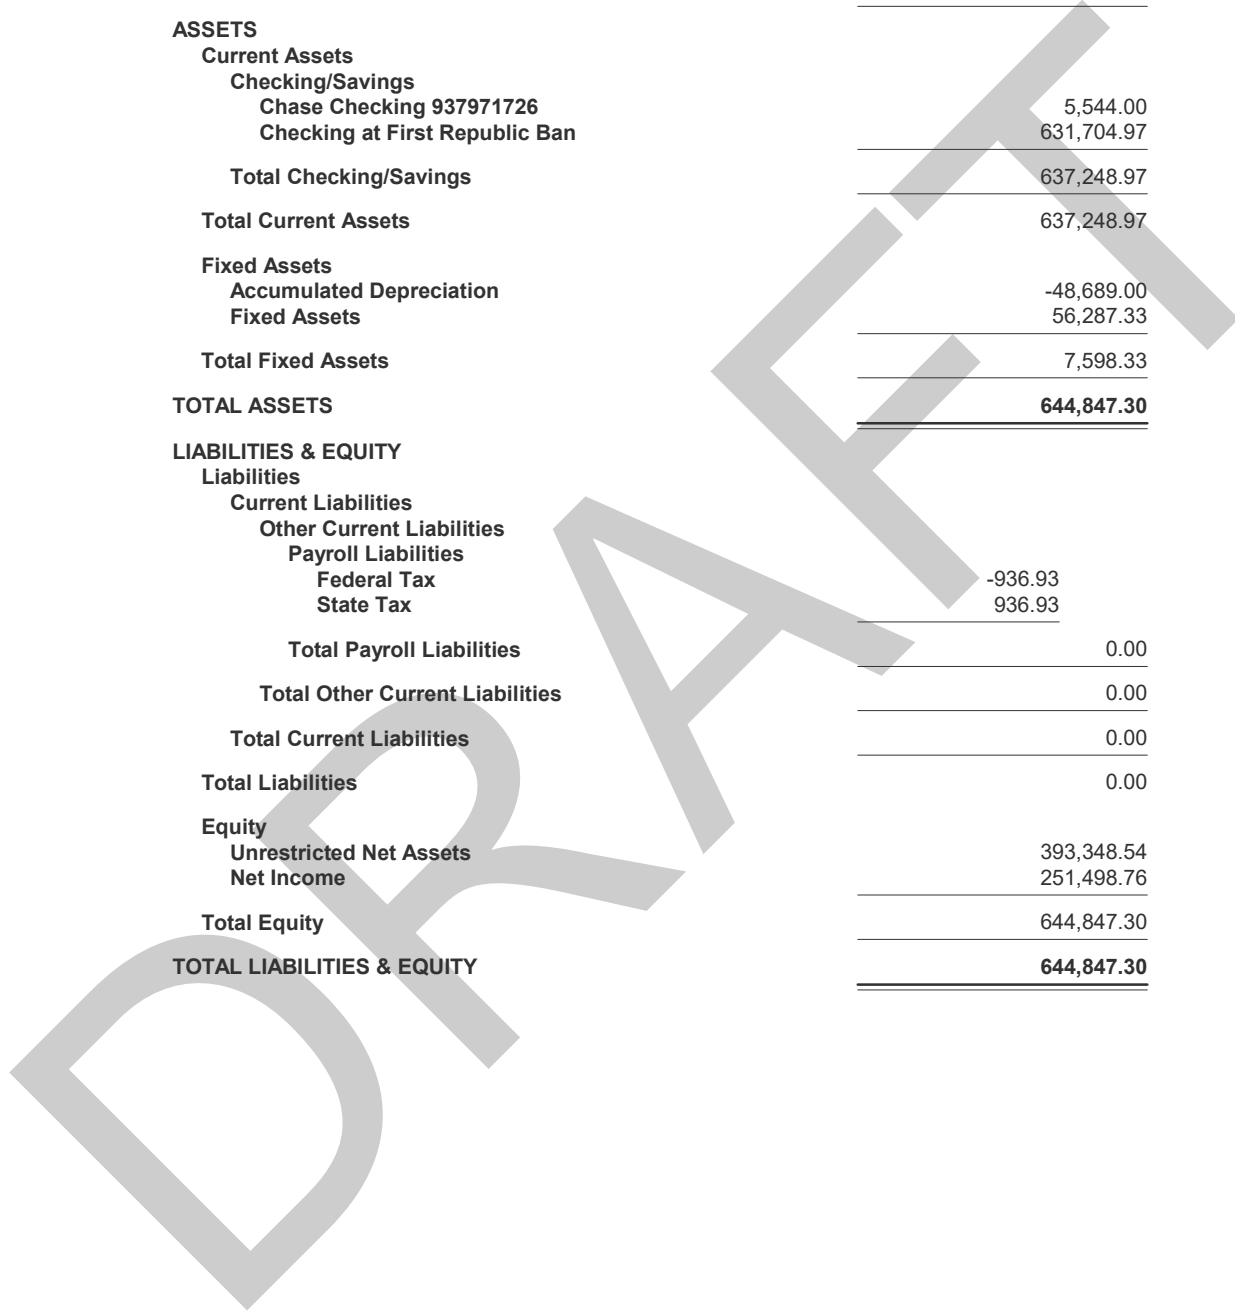 ASSETS
Current Assets
Checking/Savings
Chase Checking 937971726 5,544.00
Checking at First Republic Ban 631,704.97
Total Checking/Savings 637,248.97
Total Current Assets 637,248.97
Fixed Assets
Accumulated Depreciation -48,689.00
Fixed Assets 56,287.33
Total Fixed Assets 7,598.33
TOTAL ASSETS 644,847.30
LIABILITIES & EQUITY
Liabilities
Current Liabilities
Other Current Liabilities
Payroll Liabilities
Federal Tax -936.93
State Tax 936.93
Total Payroll Liabilities 0.00
Total Other Current Liabilities 0.00
Total Current Liabilities 0.00
Total Liabilities 0.00
Equity
Unrestricted Net Assets 393,348.54
Net Income 251,498.76
Total Equity 644,847.30
TOTAL LIABILITIES & EQUITY 644,847.30
DRAFT